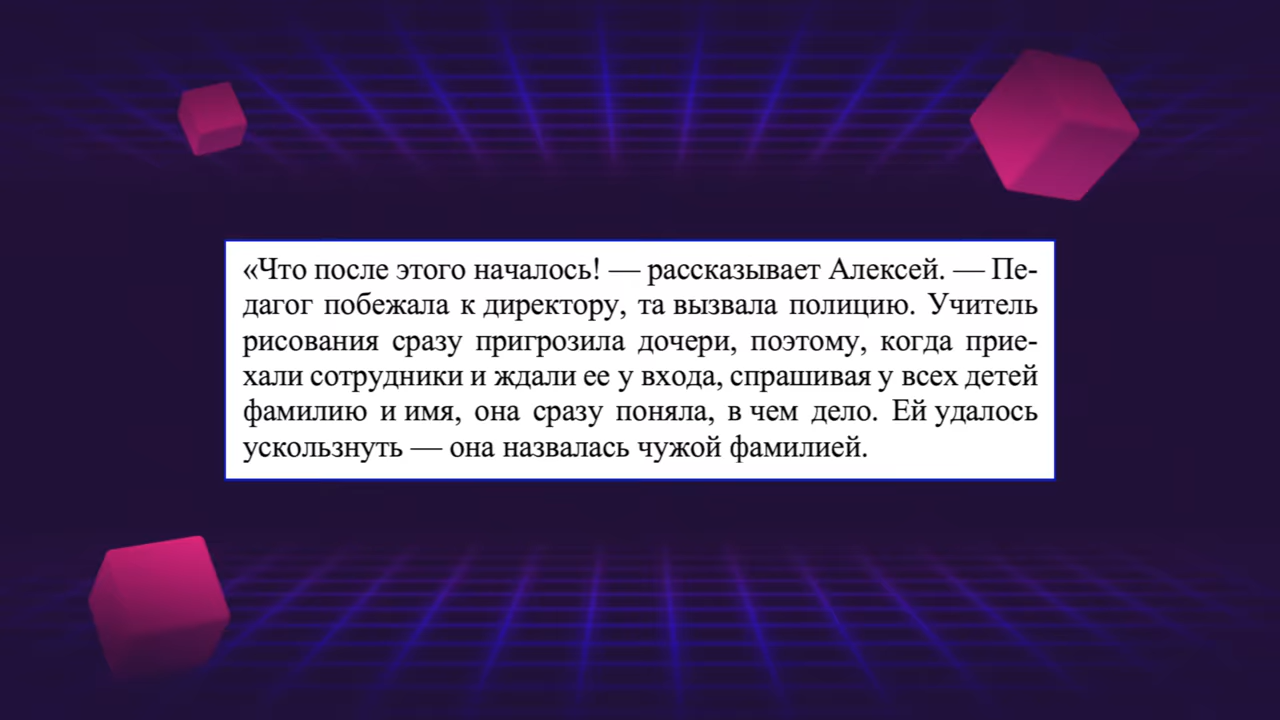 «Что после этого началось! — рассказывает Алексей. — Пе-
дагог побежала к директору, та вызвала полицию. Учитель
рисования сразу пригрозила дочери, поэтому, когда прие-
хали сотрудники и ждали ее у входа, спрашивая у всех детей
фамилию и имя, она сразу поняла, в чем дело. Ей удалось
ускользнуть — она назвалась чужой фамилией.